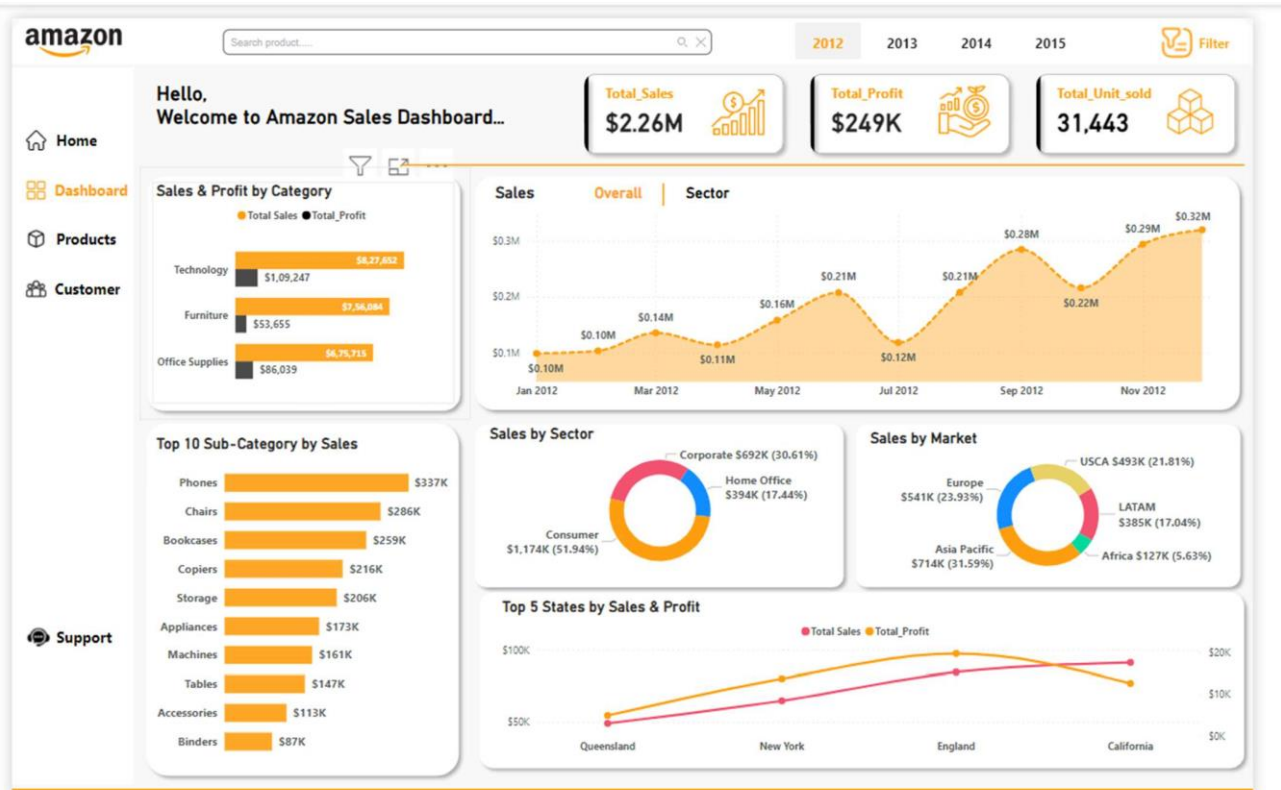 amazon
Search product.....
2012
2013
2014
2015
Filter
Hello,
Welcome to Amazon Sales Dashboard...
Total_Sales
$2.26M
Total_Profit
$249K
Total_Unit_sold
31,443
Home
Dashboard
Products
Customer
Support
Sales & Profit by Category
Total Sales Total_Profit
Technology
$8,27,652
$1,09,247
Furniture
$7,56,084
$53,655
Office Supplies
$6,75,715
$86,039
Sales
Overall
Sector
$0.3M
$0.2M
$0.1M
$0.10M
$0.10M
$0.14M
$0.11M
$0.16M
$0.21M
$0.12M
$0.21M
$0.28M
$0.22M
$0.29M
$0.32M
Jan 2012
Mar 2012
May 2012
Jul 2012
Sep 2012
Nov 2012
Top 10 Sub-Category by Sales
Phones $337K
Chairs $286K
Bookcases $259K
Copiers $216K
Storage $206K
Appliances $173K
Machines $161K
Tables $147K
Accessories $113K
Binders $87K
Sales by Sector
Corporate $692K (30.61%)
Home Office
$394K (17.44%)
Consumer
$1,174K (51.94%)
Sales by Market
USCA $493K (21.81%)
Europe
$541K (23.93%)
LATAM
$385K (17.04%)
Asia Pacific
$714K (31.59%)
Africa $127K (5.63%)
Top 5 States by Sales & Profit
Total Sales Total_Profit
$100K
$50K
$20K
$10K
$0K
Queensland
New York
England
California